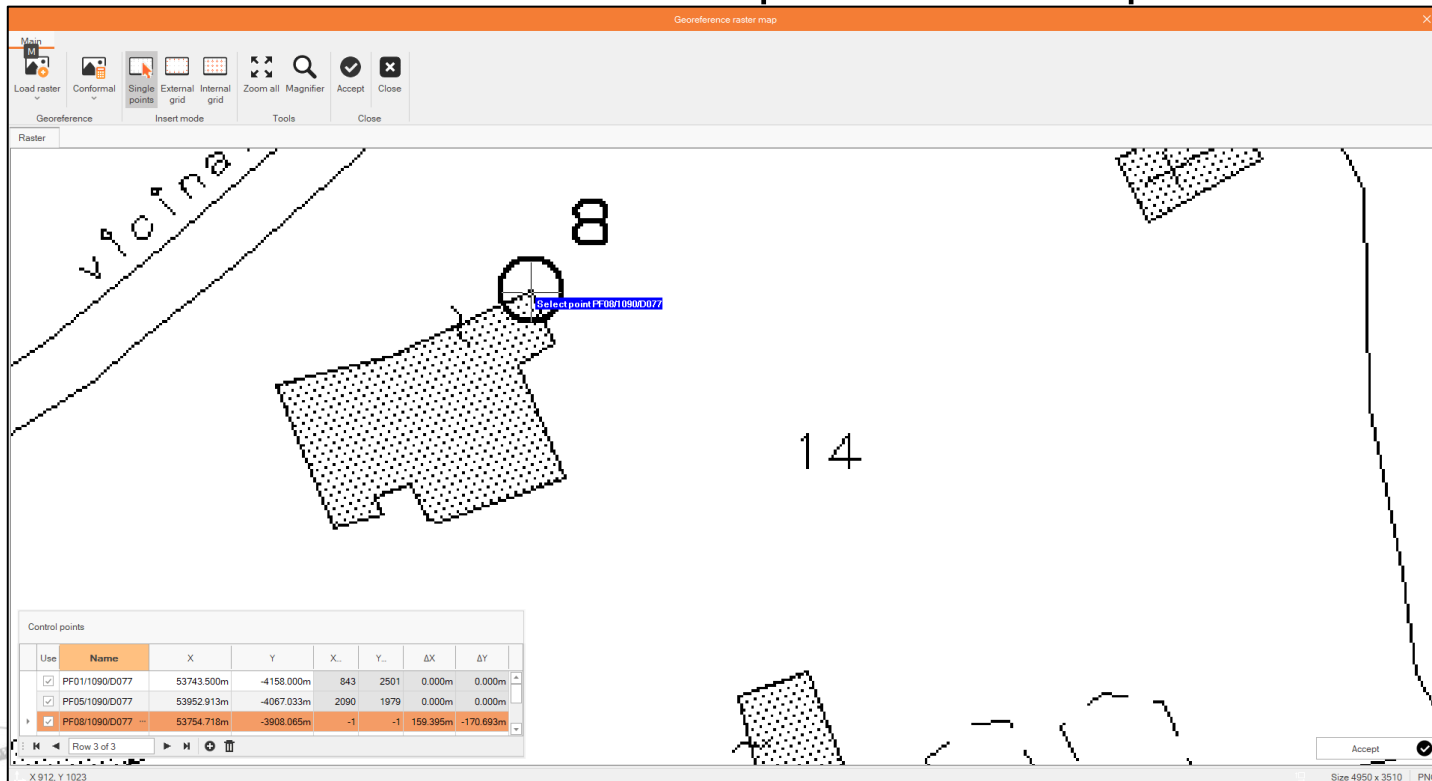 Georeference raster map
Main
M
Load raster
Conformal
Single points
External grid
Internal grid
Zoom all
Magnifier
Accept
Close
Georeference
Insert mode
Tools
Close
Raster
vicina
8
Select point PF08/1090/D077
14
Control points
Use Name X Y X... Y... ΔX ΔY
PF01/1090/D077 53743.500m -4158.000m 843 2501 0.000m 0.000m
PF05/1090/D077 53952.913m -4067.033m 2090 1979 0.000m 0.000m
PF08/1090/D077 ... 53754.718m -3908.065m -1 -1 159.395m -170.693m
Row 3 of 3
Accept
X 912, Y 1023
Size 4950 x 3510 PN